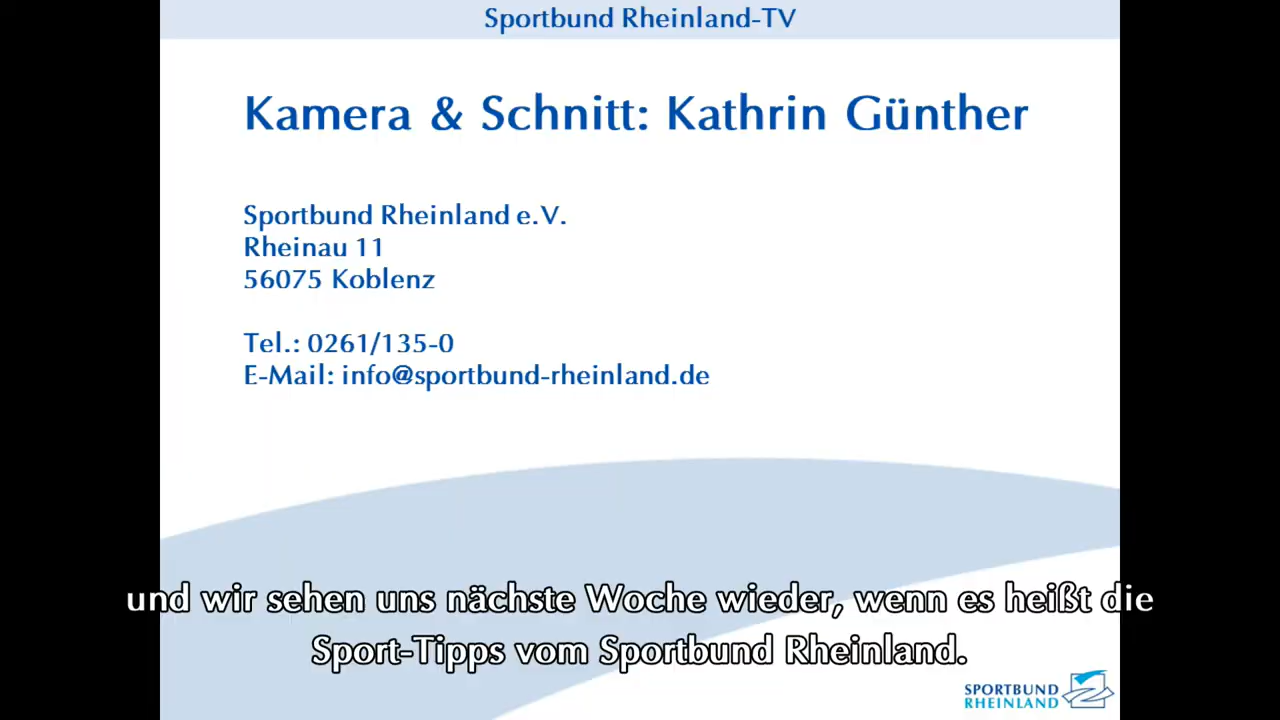 Sportbund Rheinland-TV
Kamera & Schnitt: Kathrin Günther
Sportbund Rheinland e.V.
Rheinau 11
56075 Koblenz
Tel.: 0261/135-0
E-Mail: info@sportbund-rheinland.de
und wir sehen uns nächste Woche wieder, wenn es heißt die
Sport-Tipps vom Sportbund Rheinland.
SPORTBUND
RHEINLAND